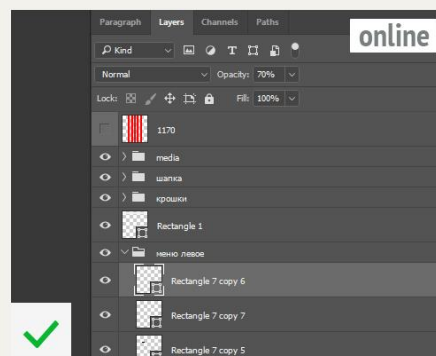 Paragraph Layers Channels Paths
online
Kind T
Normal Opacity: 70%
Lock: Fill: 100%
1170
media
шапка
крошки
Rectangle 1
меню левое
Rectangle 7 copy 6
Rectangle 7 copy 7
Rectangle 7 copy 5